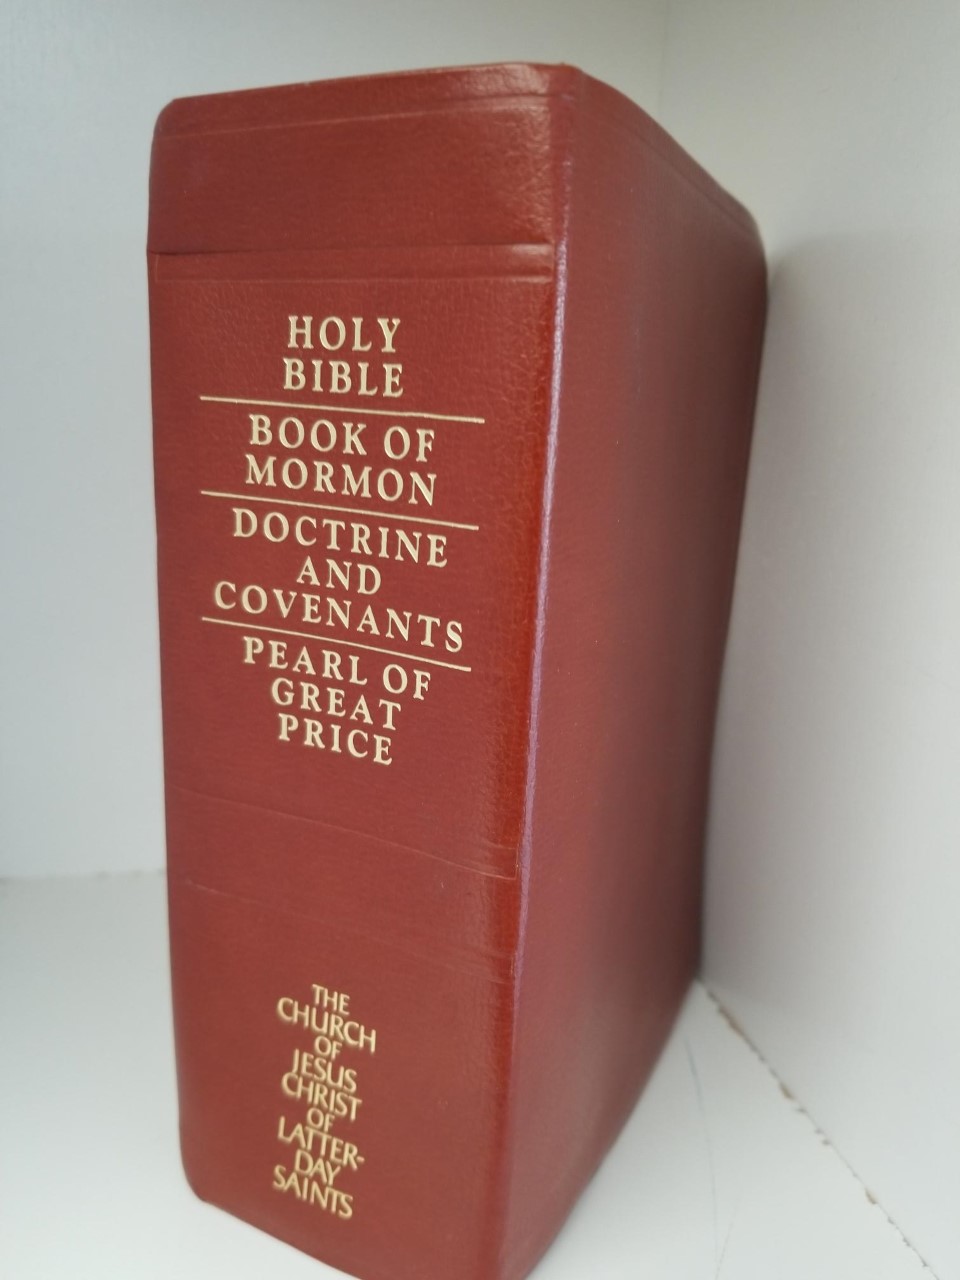 HOLY
BIBLE
BOOK OF
MORMON
DOCTRINE
AND
COVENANTS
PEARL OF
GREAT
PRICE
THE
CHURCH
OF
JESUS
CHRIST
OF
LATTER-
DAY
SAINTS